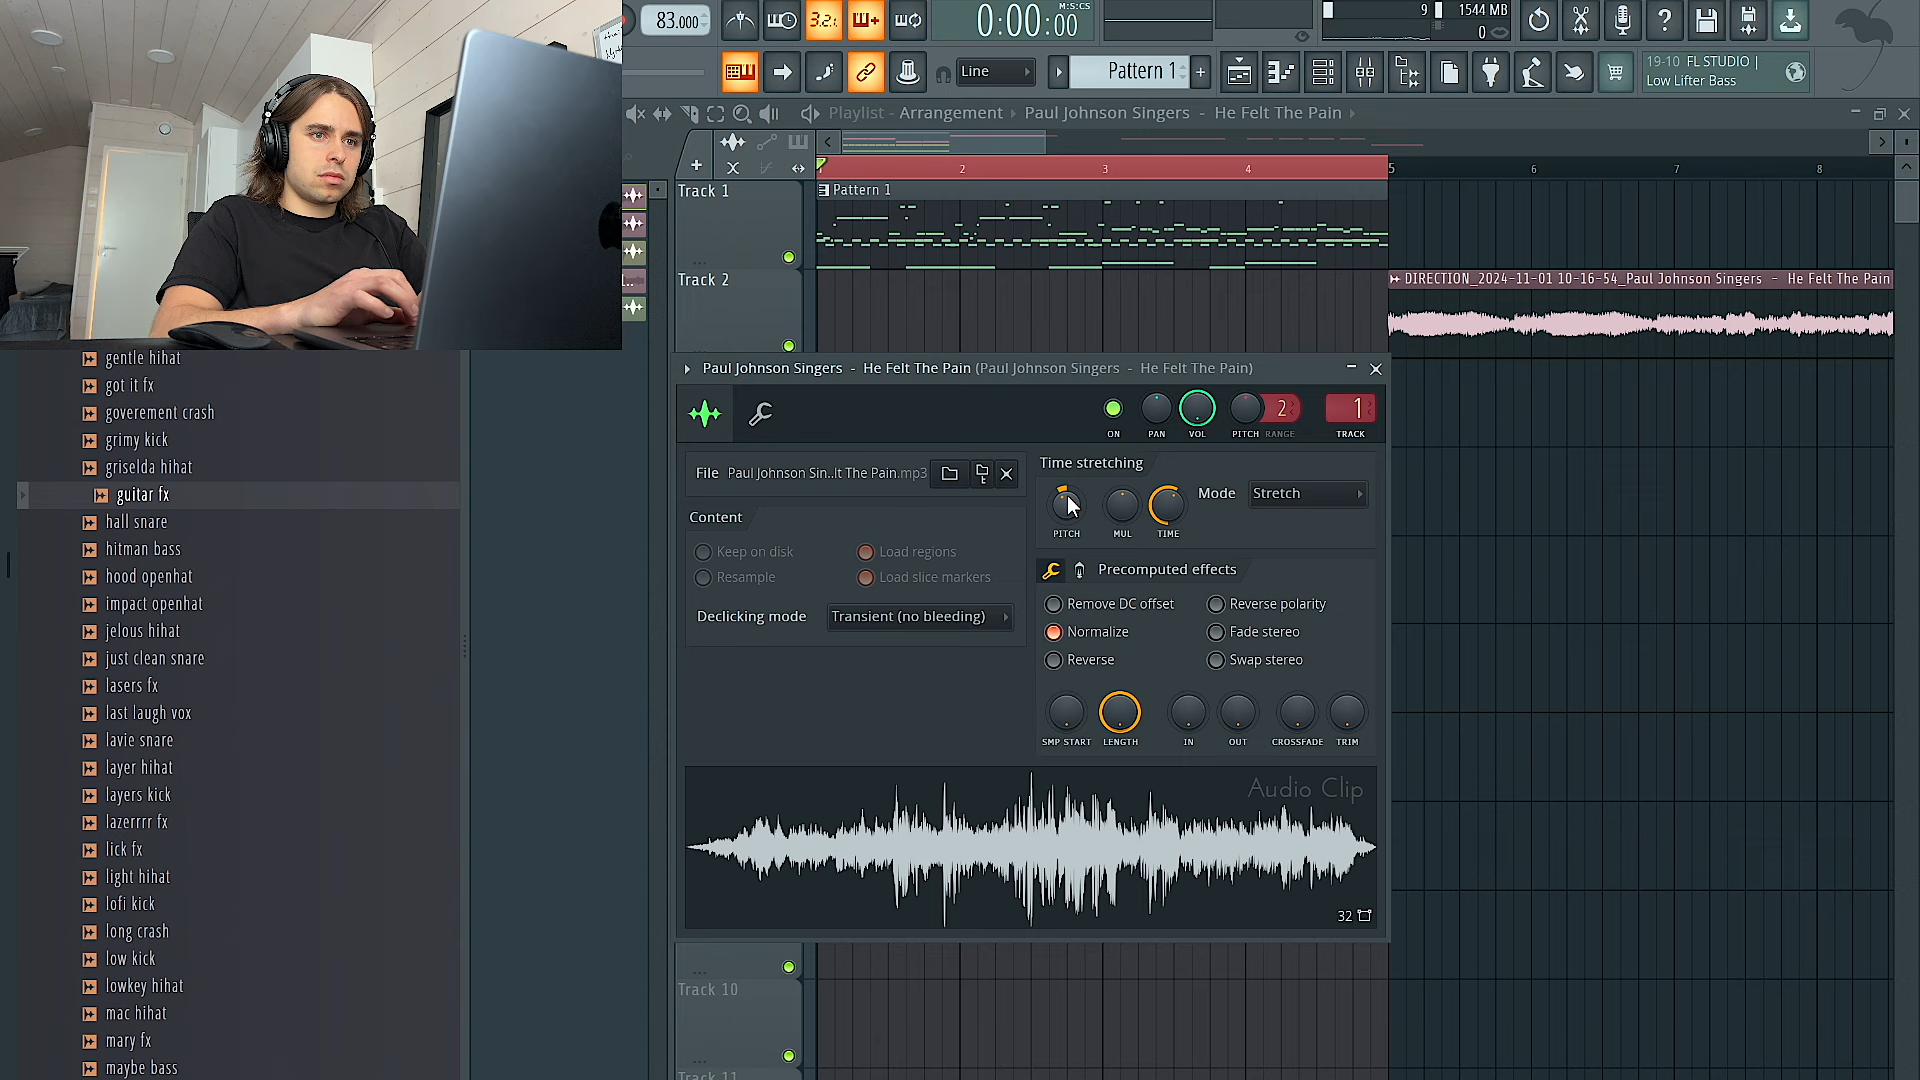 83.000
3.2.
0:00:00
M:S:CS
9
1544 MB
0
Line
Pattern 1
19-10 FL STUDIO |
Low Lifter Bass
Playlist - Arrangement
Paul Johnson Singers - He Felt The Pain
2
3
4
5
6
7
8
Track 1
Pattern 1
Track 2
DIRECTION_2024-11-01 10-16-54_Paul Johnson Singers - He Felt The Pain
Paul Johnson Singers - He Felt The Pain (Paul Johnson Singers - He Felt The Pain)
2
1
ON
PAN
VOL
PITCH
RANGE
TRACK
File
Paul Johnson Sin..lt The Pain.mp3
Time stretching
Mode
Stretch
PITCH
MUL
TIME
Content
Keep on disk
Load regions
Resample
Load slice markers
Declicking mode
Transient (no bleeding)
Precomputed effects
Remove DC offset
Reverse polarity
Normalize
Fade stereo
Reverse
Swap stereo
SMP START
LENGTH
IN
OUT
CROSSFADE
TRIM
Audio Clip
32
Track 10
Track 11
gentle hihat
got it fx
goverement crash
grimy kick
griselda hihat
guitar fx
hall snare
hitman bass
hood openhat
impact openhat
jelous hihat
just clean snare
lasers fx
last laugh vox
lavie snare
layer hihat
layers kick
lazerrrr fx
lick fx
light hihat
lofi kick
long crash
low kick
lowkey hihat
mac hihat
mary fx
maybe bass